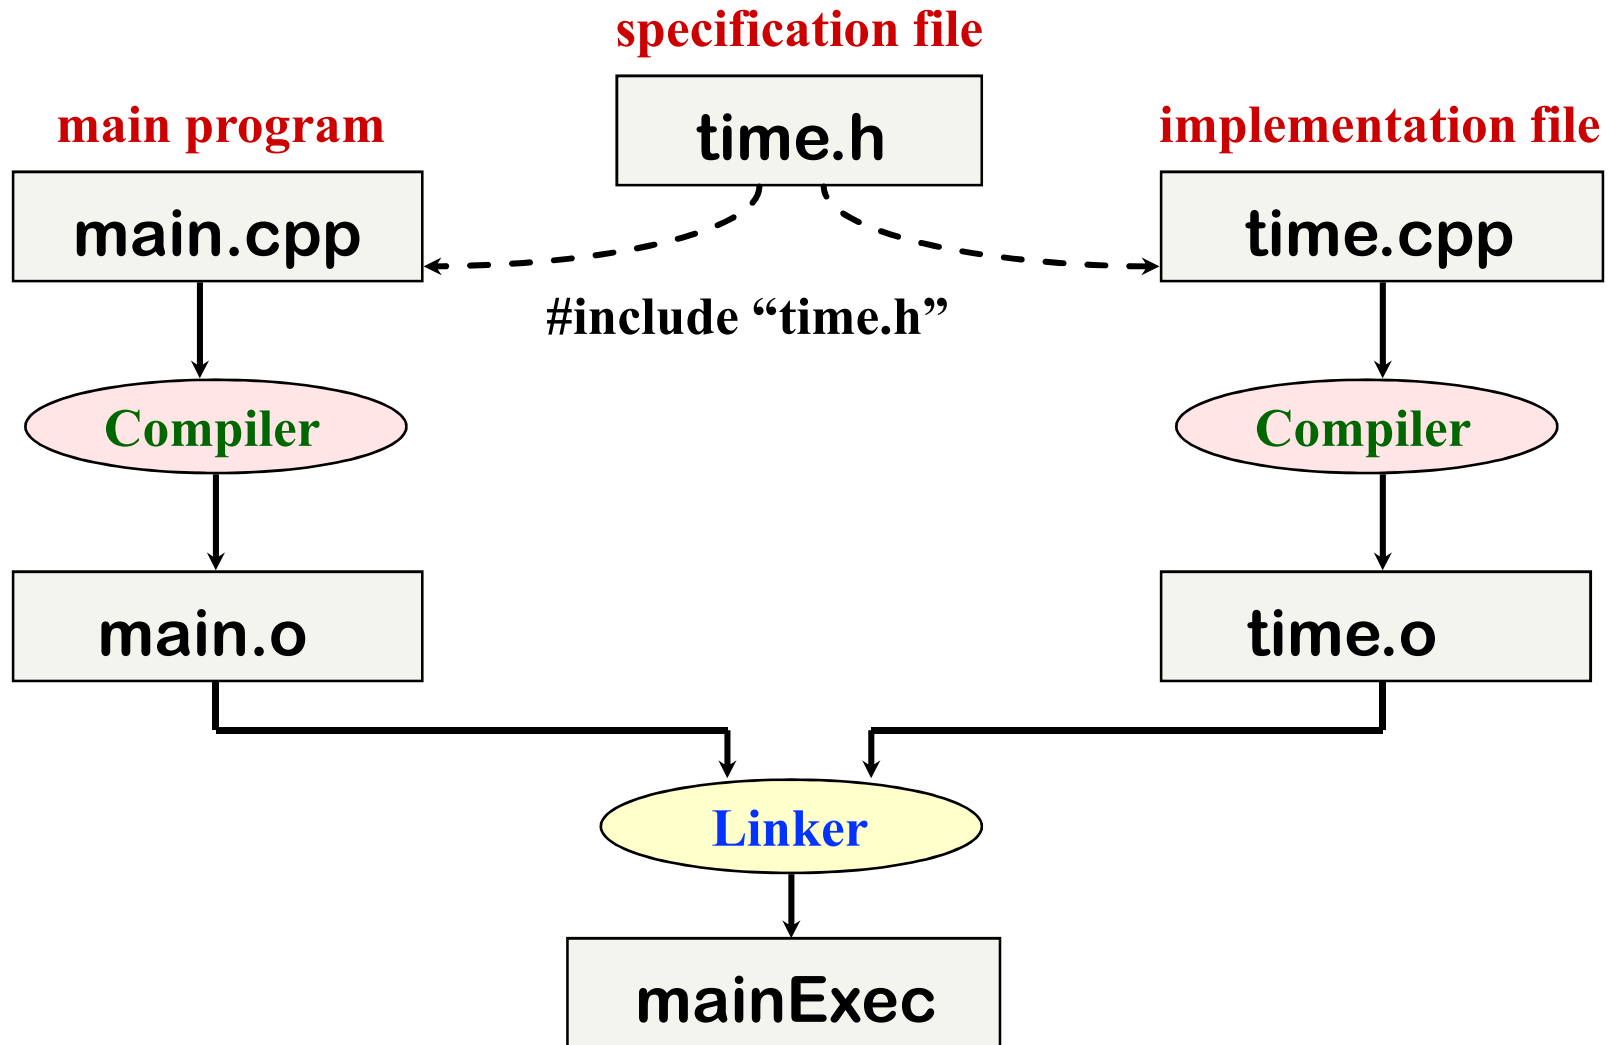 specification file
time.h
main program
main.cpp
implementation file
time.cpp
#include “time.h”
Compiler
Compiler
main.o
time.o
Linker
mainExec